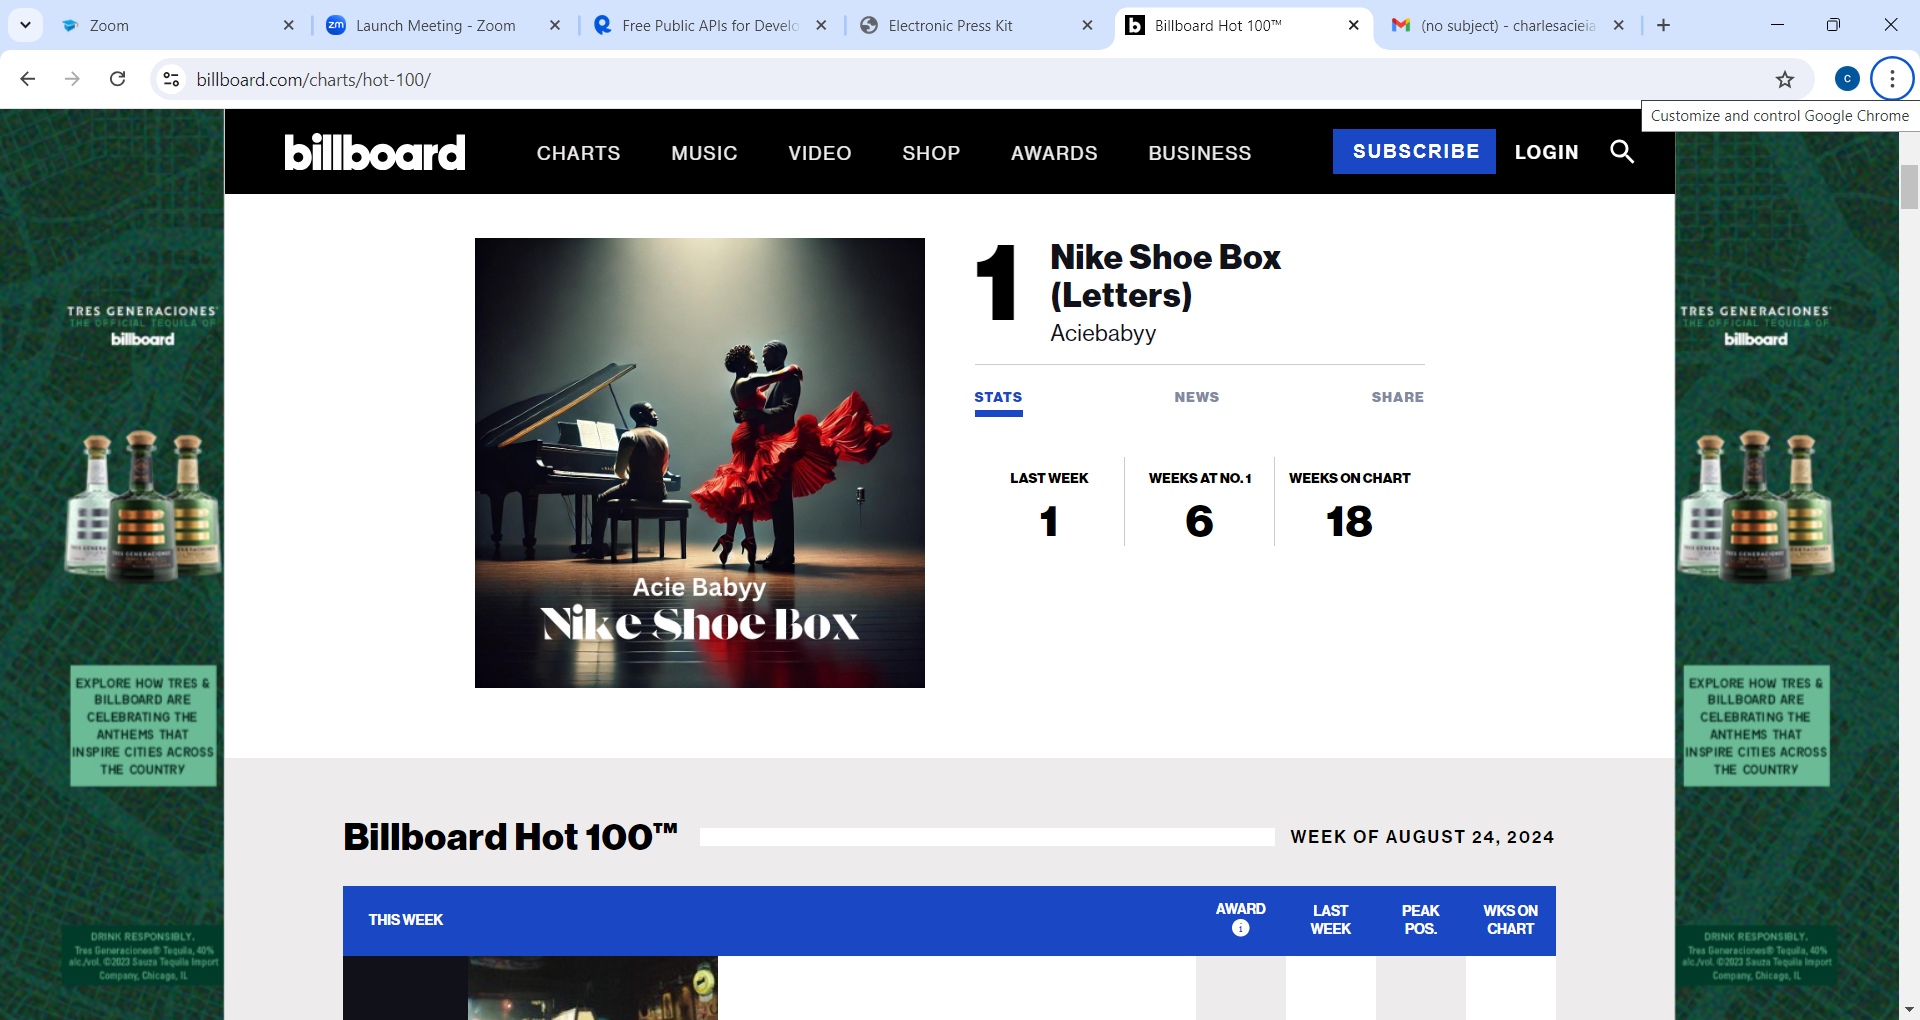 Zoom
Launch Meeting - Zoom
Free Public APIs for Develo
Electronic Press Kit
Billboard Hot 100™
(no subject) - charlesacieia
billboard.com/charts/hot-100/
Customize and control Google Chrome
billboard
CHARTS
MUSIC
VIDEO
SHOP
AWARDS
BUSINESS
SUBSCRIBE
LOGIN
1
Nike Shoe Box
(Letters)
Aciebabyy
STATS
NEWS
SHARE
LAST WEEK
1
WEEKS AT NO. 1
6
WEEKS ON CHART
18
Acie Babyy
Nike Shoe Box
TRES GENERACIONES
THE OFFICIAL TEQUILA OF
billboard
EXPLORE HOW TRES &
BILLBOARD ARE
CELEBRATING THE
ANTHEMS THAT
INSPIRE CITIES ACROSS
THE COUNTRY
DRINK RESPONSIBLY.
Tres Generaciones® Tequila, 40%
alc./vol. ©2023 Sauza Tequila Import
Company, Chicago, IL
TRES GENERACIONES
THE OFFICIAL TEQUILA OF
billboard
EXPLORE HOW TRES &
BILLBOARD ARE
CELEBRATING THE
ANTHEMS THAT
INSPIRE CITIES ACROSS
THE COUNTRY
DRINK RESPONSIBLY.
Tres Generaciones® Tequila, 40%
alc./vol. ©2023 Sauza Tequila Import
Company, Chicago, IL
Billboard Hot 100™
WEEK OF AUGUST 24, 2024
THIS WEEK
AWARD
LAST
WEEK
PEAK
POS.
WKS ON
CHART